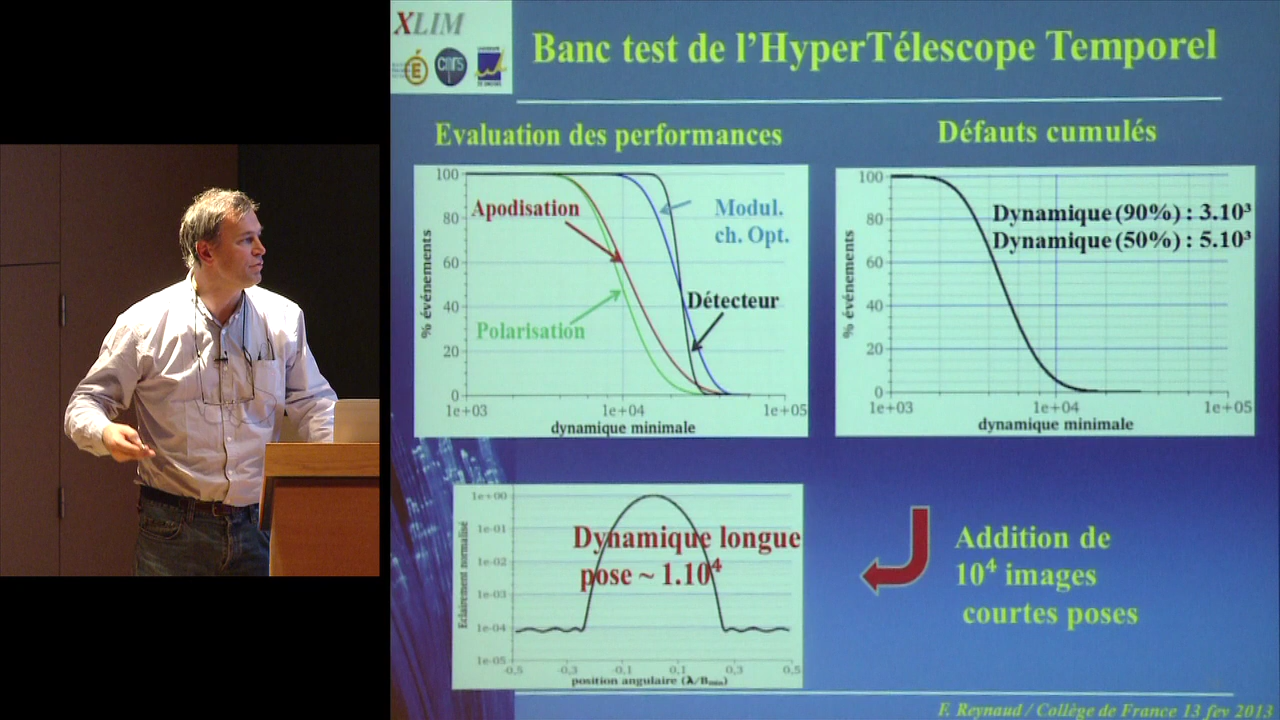 XLIM
cnrs
Banc test de l'HyperTélescope Temporel
Evaluation des performances
Défauts cumulés
100
80
60
40
20
0
% événements
Apodisation
Modul.
ch. Opt.
Détecteur
Polarisation
1e+03
1e+04
1e+05
dynamique minimale
100
80
60
40
20
0
% événements
Dynamique (90%) : 3.10³
Dynamique (50%) : 5.10³
1e+03
1e+04
1e+05
dynamique minimale
1e+00
1e-01
1e-02
1e-03
1e-04
1e-05
Eclairement normalisé
Dynamique longue
pose ~ 1.10⁴
-0.5
-0,3
-0,1
0,1
0,3
0,5
position angulaire (λ/Bmin)
Addition de
10⁴ images
courtes poses
F. Reynaud / Collège de France 13 fev 2013